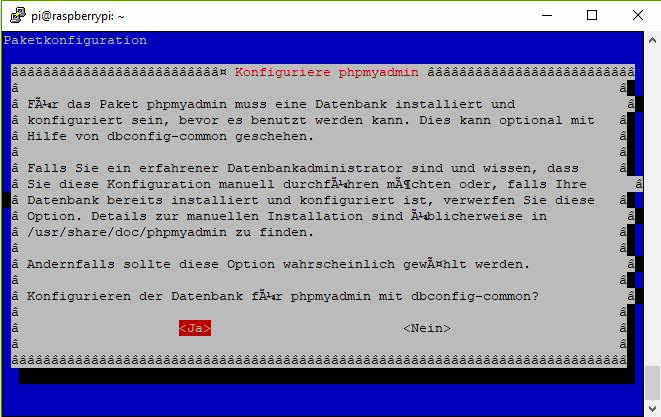 pi@raspberrypi: ~
Paketkonfiguration
âââââââââââââââââââââââââ¤ Konfiguriere phpmyadmin âââââââââââââââââââââââââ
â â
â FÃ¼r das Paket phpmyadmin muss eine Datenbank installiert und â
â konfiguriert sein, bevor es benutzt werden kann. Dies kann optional mit â
â Hilfe von dbconfig-common geschehen. â
â â
â Falls Sie ein erfahrener Datenbankadministrator sind und wissen, dass â
â Sie diese Konfiguration manuell durchfÃ¼hren mÃ¶chten oder, falls Ihre â
â Datenbank bereits installiert und konfiguriert ist, verwerfen Sie diese â
â Option. Details zur manuellen Installation sind Ã¼blicherweise in â
â /usr/share/doc/phpmyadmin zu finden. â
â â
â Andernfalls sollte diese Option wahrscheinlich gewÃ¤hlt werden. â
â â
â Konfigurieren der Datenbank fÃ¼r phpmyadmin mit dbconfig-common? â
â â
â <Ja> <Nein> â
â â
âââââââââââââââââââââââââââââââââââââââââââââââââââââââââââââââââââââââââââââ